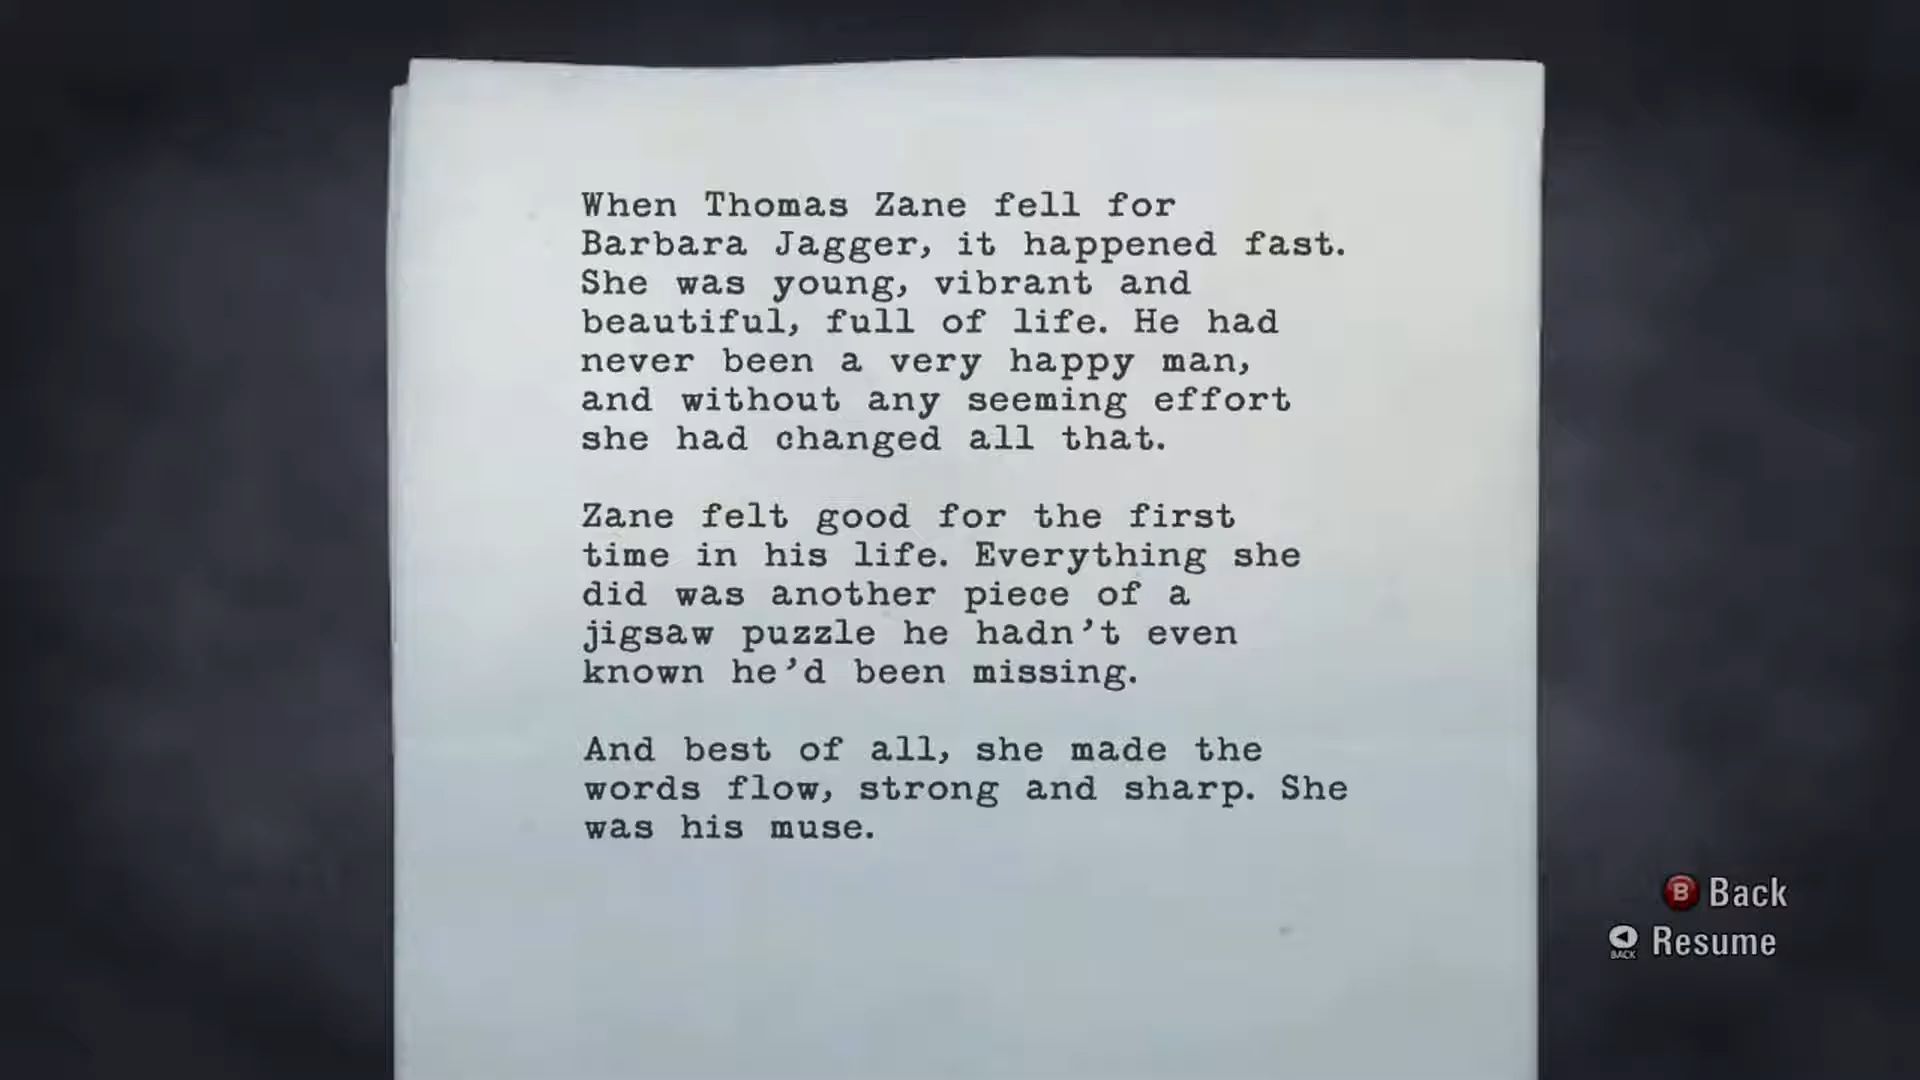 When Thomas Zane fell for
Barbara Jagger, it happened fast.
She was young, vibrant and
beautiful, full of life. He had
never been a very happy man,
and without any seeming effort
she had changed all that.
Zane felt good for the first
time in his life. Everything she
did was another piece of a
jigsaw puzzle he hadn't even
known he'd been missing.
And best of all, she made the
words flow, strong and sharp. She
was his muse.
B Back
BACK Resume